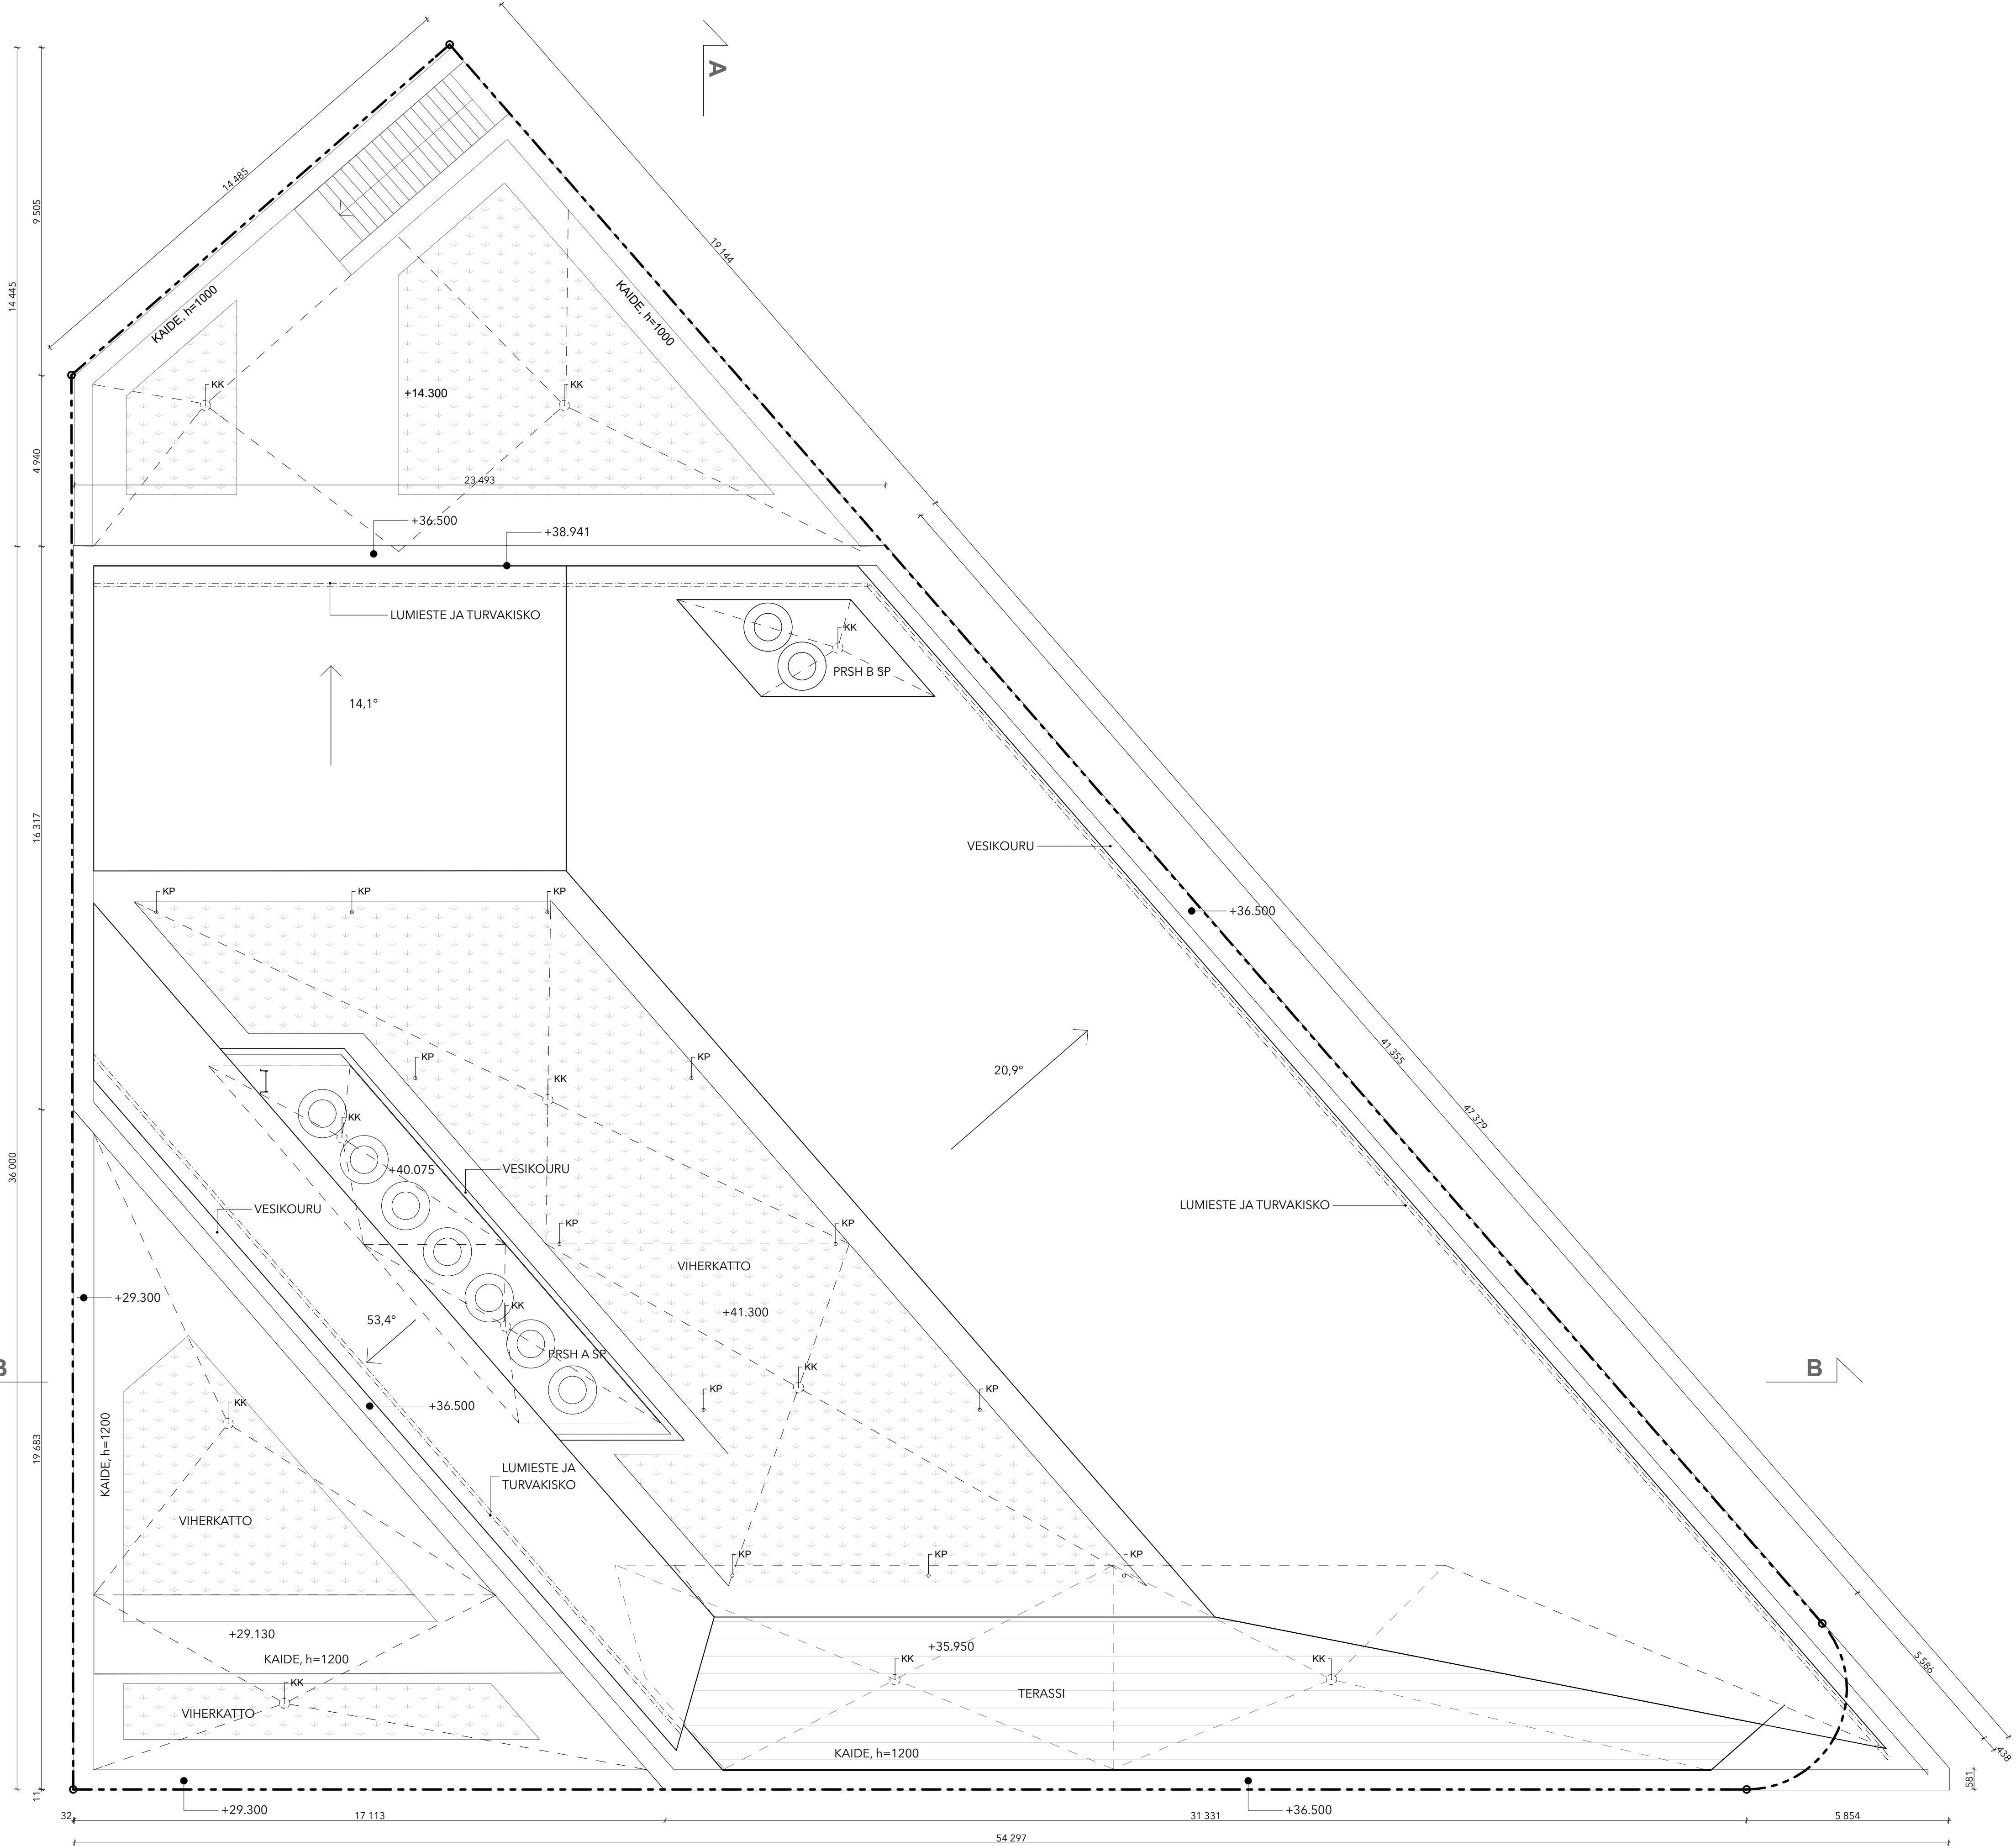 A
14 485
9 505
19 144
14 445
KAIDE, h=1000
KAIDE, h=1000
KK
+14.300
KK
4 940
23 493
+36.500
+38.941
LUMIESTE JA TURVAKISKO
KK
PRSH B SP
14,1°
16 317
VESIKOURU
KP
KP
KP
+36.500
KP
KP
KK
20,9°
41 355
47 379
KK
36 000
+40.075
VESIKOURU
VESIKOURU
LUMIESTE JA TURVAKISKO
KP
KP
VIHERKATTO
+29.300
KK
+41.300
53,4°
PRSH A SP
B
KK
B
KP
KP
KK
+36.500
19 683
KAIDE, h=1200
LUMIESTE JA
TURVAKISKO
VIHERKATTO
KP
KP
KP
+29.130
+35.950
KAIDE, h=1200
KK
KK
5 586
KK
TERASSI
VIHERKATTO
KAIDE, h=1200
438
581
11
+29.300
+36.500
32
17 113
31 331
5 854
54 297